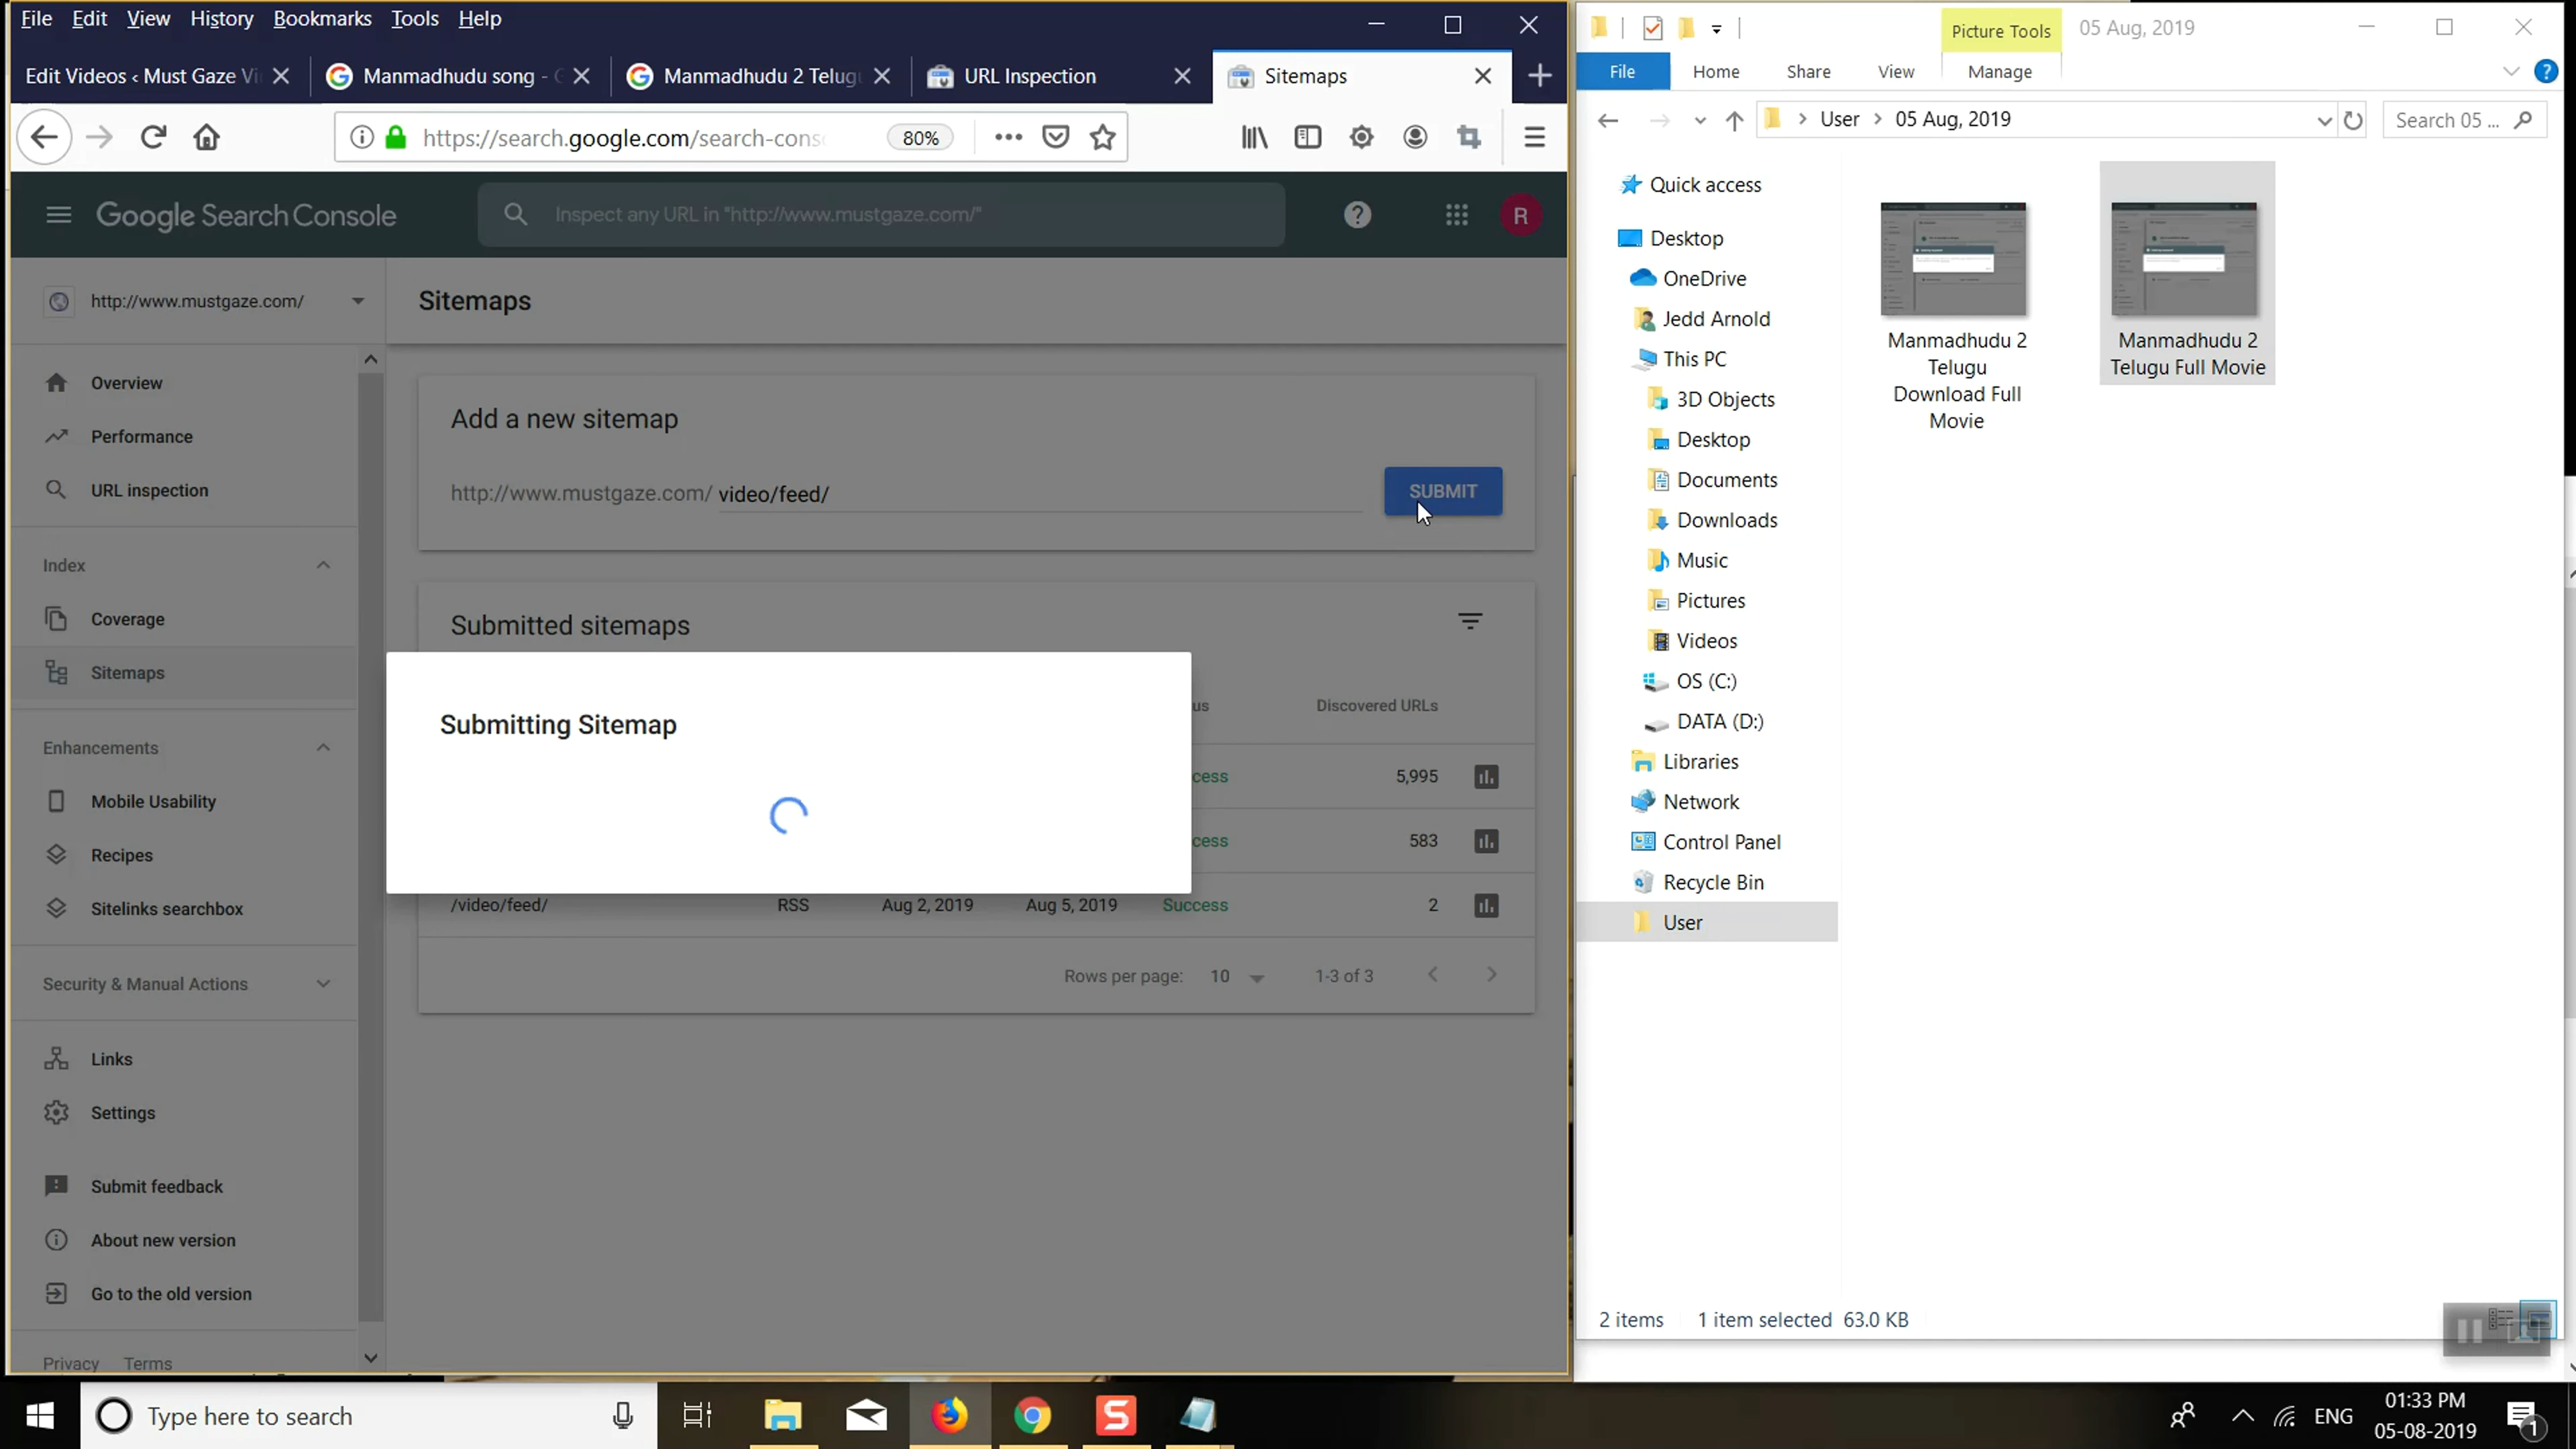 File Edit View History Bookmarks Tools Help
Edit Videos ‹ Must Gaze Vi
Manmadhudu song -
Manmadhudu 2 Telugu
URL Inspection
Sitemaps
https://search.google.com/search-cons
80%
Google Search Console
Inspect any URL in "http://www.mustgaze.com/"
R
http://www.mustgaze.com/
Sitemaps
Overview
Performance
URL inspection
Index
Coverage
Sitemaps
Enhancements
Mobile Usability
Recipes
Sitelinks searchbox
Security & Manual Actions
Links
Settings
Submit feedback
About new version
Go to the old version
Privacy Terms
Add a new sitemap
http://www.mustgaze.com/ video/feed/
SUBMIT
Submitted sitemaps
us Discovered URLs
cess 5,995
cess 583
/video/feed/ RSS Aug 2, 2019 Aug 5, 2019 Success 2
Rows per page: 10 1-3 of 3
Submitting Sitemap
Picture Tools
05 Aug, 2019
File Home Share View Manage
User > 05 Aug, 2019
Search 05 ...
Quick access
Desktop
OneDrive
Jedd Arnold
This PC
3D Objects
Desktop
Documents
Downloads
Music
Pictures
Videos
OS (C:)
DATA (D:)
Libraries
Network
Control Panel
Recycle Bin
User
Manmadhudu 2
Telugu
Download Full
Movie
Manmadhudu 2
Telugu Full Movie
2 items 1 item selected 63.0 KB
Type here to search
ENG
01:33 PM
05-08-2019
1